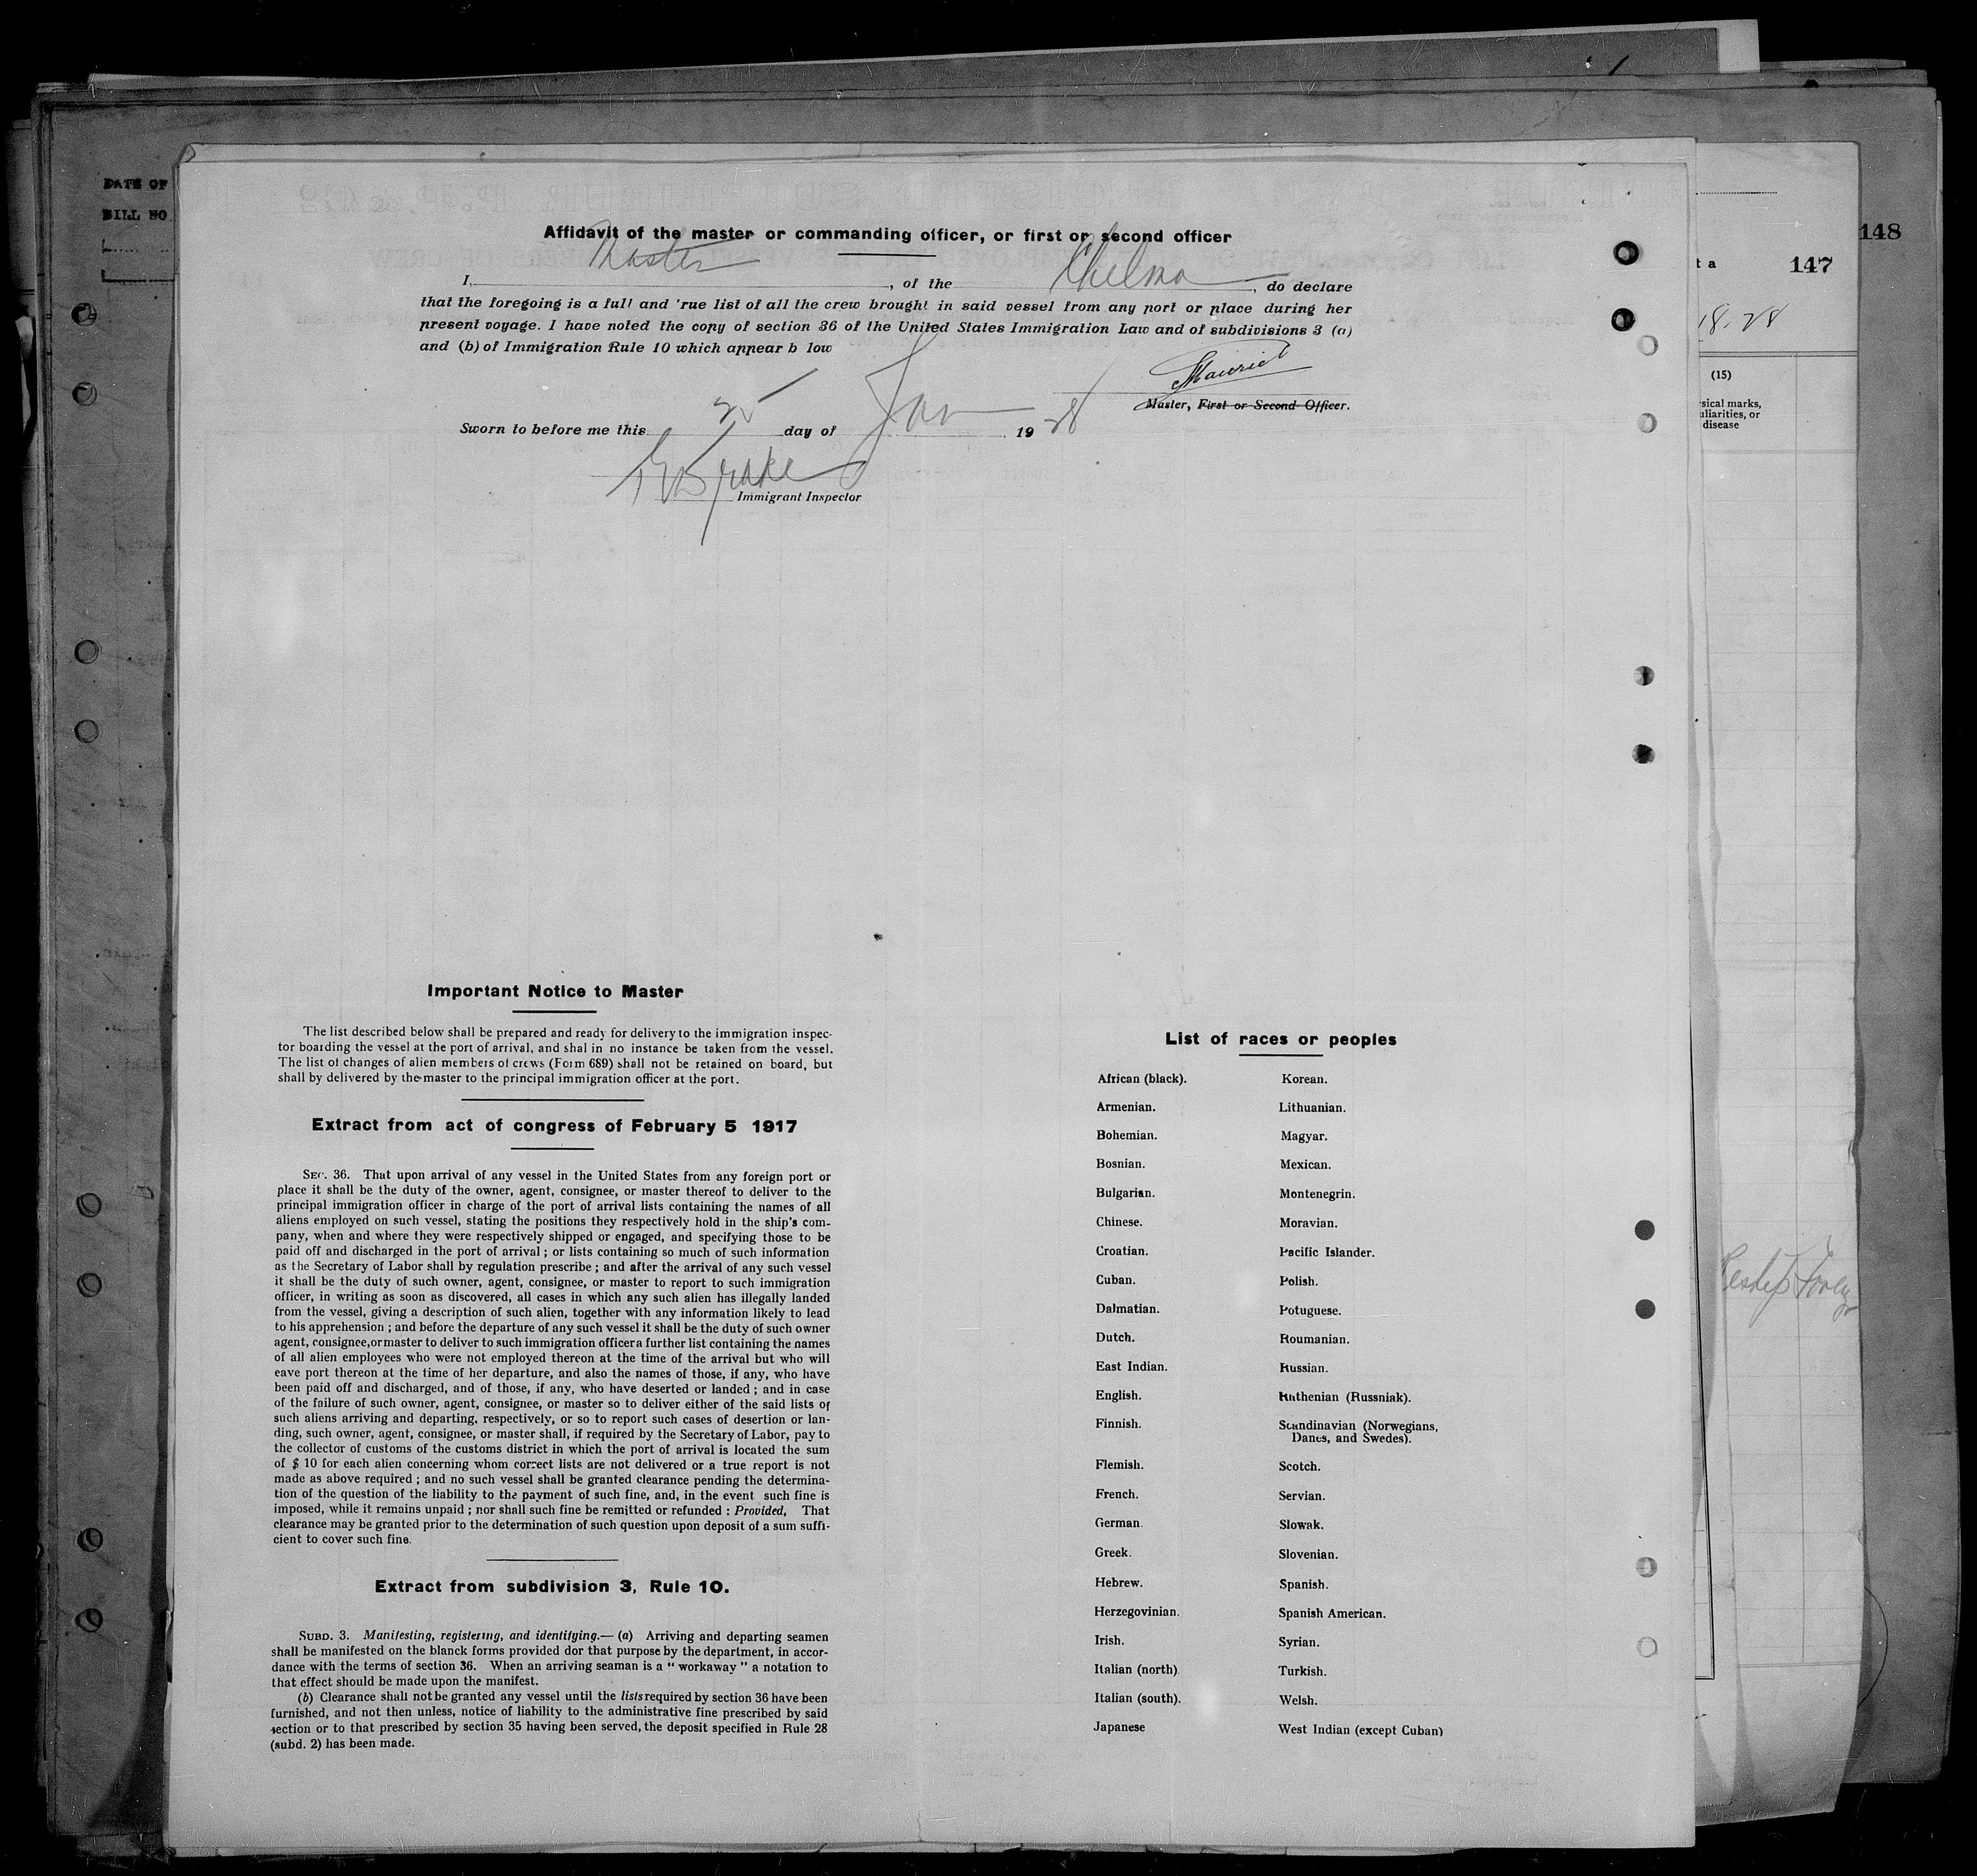 DATE OF
BILL NO.
148
t a
147
18-28
(15)
sical marks,
uliarities, or
disease
Affidavit of the master or commanding officer, or first or second officer
I, Master, of the Chelma, do declare
that the foregoing is a full and 'rue list of all the crew brought in said vessel from any port or place during her
present voyage. I have noted the copy of section 36 of the United States Immigration Law and of subdivisions 3 (a)
and (b) of Immigration Rule 10 which appear b low
Master, First or Second Officer.
Sworn to before me this 25 day of Jan 1928
Immigrant Inspector
Important Notice to Master
The list described below shall be prepared and ready for delivery to the immigration inspec-
tor boarding the vessel at the port of arrival, and shal in no instance be taken from the vessel.
The list of changes of alien members of crews (Form 689) shall not be retained on board, but
shall by delivered by the master to the principal immigration officer at the port.
Extract from act of congress of February 5 1917
SEC. 36. That upon arrival of any vessel in the United States from any foreign port or
place it shall be the duty of the owner, agent, consignee, or master thereof to deliver to the
principal immigration officer in charge of the port of arrival lists containing the names of all
aliens employed on such vessel, stating the positions they respectively hold in the ship's com-
pany, when and where they were respectively shipped or engaged, and specifying those to be
paid off and discharged in the port of arrival ; or lists containing so much of such information
as the Secretary of Labor shall by regulation prescribe ; and after the arrival of any such vessel
it shall be the duty of such owner, agent, consignee, or master to report to such immigration
officer, in writing as soon as discovered, all cases in which any such alien has illegally landed
from the vessel, giving a description of such alien, together with any information likely to lead
to his apprehension ; and before the departure of any such vessel it shall be the duty of such owner
agent, consignee,ormaster to deliver to such immigration officera further list containing the names
of all alien employees who were not employed thereon at the time of the arrival but who will
eave port thereon at the time of her departure, and also the names of those, if any, who have
been paid off and discharged, and of those, if any, who have deserted or landed ; and in case
of the failure of such owner, agent, consignee, or master so to deliver either of the said lists of
such aliens arriving and departing, respectively, or so to report such cases of desertion or lan-
ding, such owner, agent, consignee, or master shall, if required by the Secretary of Labor, pay to
the collector of customs of the customs district in which the port of arrival is located the sum
of $ 10 for each alien concerning whom correct lists are not delivered or a true report is not
made as above required ; and no such vessel shall be granted clearance pending the determina-
tion of the question of the liability to the payment of such fine, and, in the event such fine is
imposed, while it remains unpaid ; nor shall such fine be remitted or refunded : Provided, That
clearance may be granted prior to the determination of such question upon deposit of a sum suffi-
cient to cover such fine.
Extract from subdivision 3, Rule 10.
SUBD. 3. Manifesting, registering, and identifying.— (a) Arriving and departing seamen
shall be manifested on the blanck forms provided dor that purpose by the department, in accor-
dance with the terms of section 36. When an arriving seaman is a “ workaway ” a notation to
that effect should be made upon the manifest.
(b) Clearance shall not be granted any vessel until the lists required by section 36 have been
furnished, and not then unless, notice of liability to the administrative fine prescribed by said
section or to that prescribed by section 35 having been served, the deposit specified in Rule 28
(subd. 2) has been made.
List of races or peoples
African (black). Korean.
Armenian. Lithuanian.
Bohemian. Magyar.
Bosnian. Mexican.
Bulgarian. Montenegrin.
Chinese. Moravian.
Croatian. Pacific Islander.
Cuban. Polish.
Dalmatian. Potuguese.
Dutch. Roumanian.
East Indian. Russian.
English. Ruthenian (Russniak).
Finnish. Scandinavian (Norwegians,
Danes, and Swedes).
Flemish. Scotch.
French. Servian.
German. Slowak.
Greek. Slovenian.
Hebrew. Spanish.
Herzegovinian. Spanish American.
Irish. Syrian.
Italian (north) Turkish.
Italian (south). Welsh.
Japanese West Indian (except Cuban)